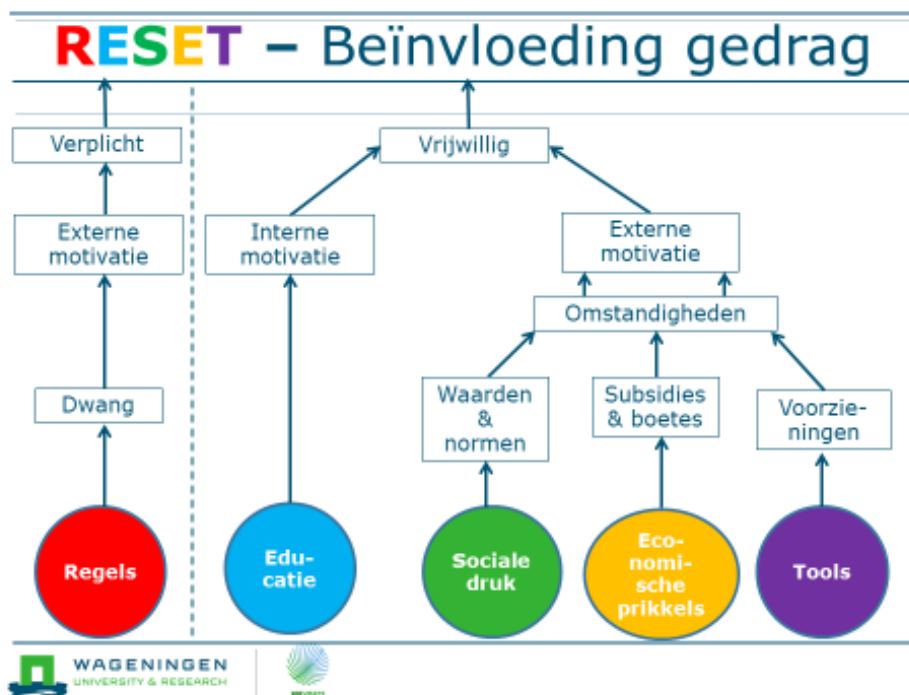 RESET – Beïnvloeding gedrag
Verplicht
Vrijwillig
Externe
motivatie
Interne
motivatie
Externe
motivatie
Omstandigheden
Dwang
Waarden
&
normen
Subsidies
& boetes
Voorzie-
ningen
Regels
Edu-
catie
Sociale
druk
Eco-
nomi-
sche
prikkels
Tools
WAGENINGEN
UNIVERSITY & RESEARCH